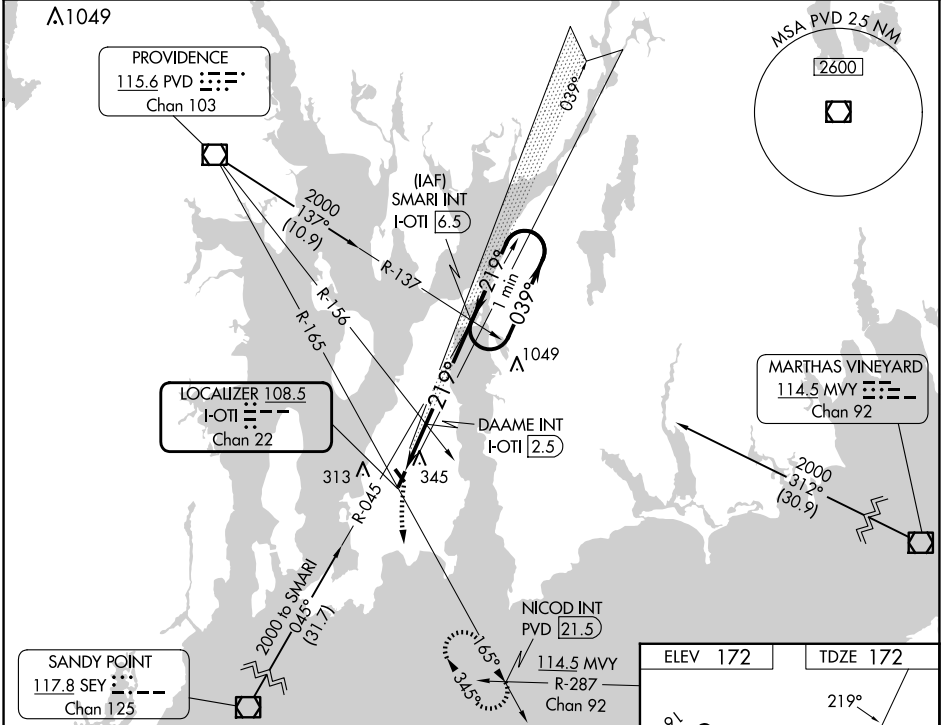 1049
PROVIDENCE
115.6 PVD
Chan 103
MSA PVD 25 NM
2600
039°
(IAF)
SMARI INT
I-OTI 6.5
2000
137°
(10.9)
R-137
R-156
R-165
219°
1 min
039°
1049
219°
LOCALIZER 108.5
I-OTI
Chan 22
DAAME INT
I-OTI 2.5
MARTHAS VINEYARD
114.5 MVY
Chan 92
313
345
R-045
2000
312°
(30.9)
2000 to SMARI
045°
(31.7)
NICOD INT
PVD 21.5
165°
345°
114.5 MVY
R-287
Chan 92
SANDY POINT
117.8 SEY
Chan 125
ELEV 172
TDZE 172
219°
16